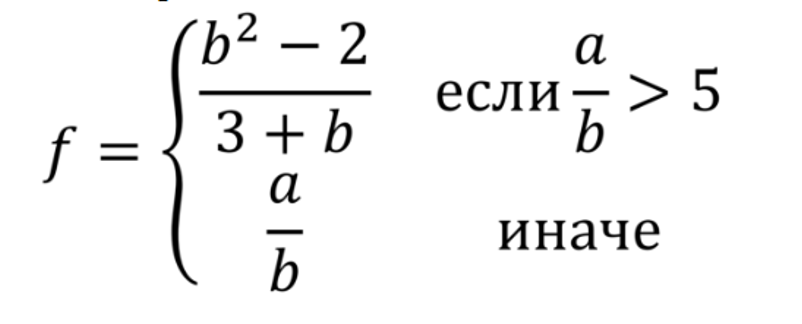 f = { (b² − 2) / (3 + b) если a/b > 5
a/b иначе